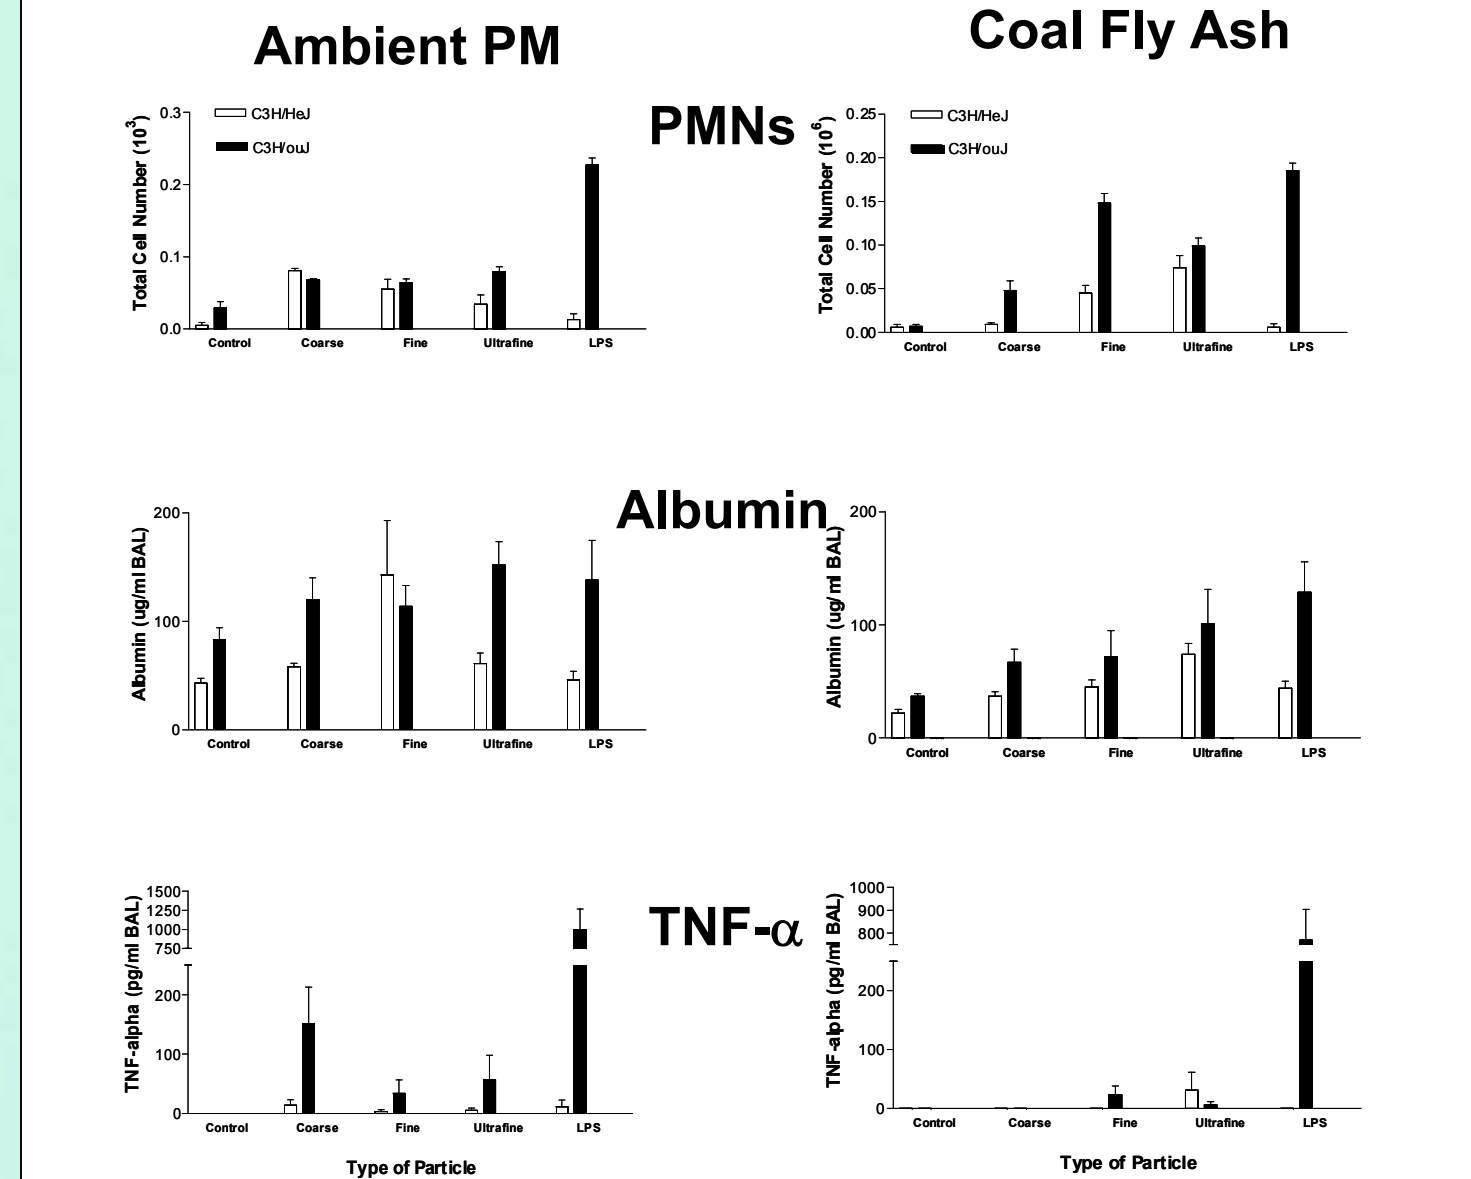 Ambient PM
Coal Fly Ash
PMNs
Total Cell Number (10³)
0.3
0.2
0.1
0.0
C3H/HeJ
C3H/ouJ
Control Coarse Fine Ultrafine LPS
Total Cell Number (10⁶)
0.25
0.20
0.15
0.10
0.05
0.00
C3H/HeJ
C3H/ouJ
Control Coarse Fine Ultrafine LPS
Albumin
Albumin (ug/ml BAL)
200
100
0
Control Coarse Fine Ultrafine LPS
Albumin (ug/ml BAL)
200
100
0
Control Coarse Fine Ultrafine LPS
TNF-α
TNF-alpha (pg/ml BAL)
1500
1250
1000
750
200
100
0
Control Coarse Fine Ultrafine LPS
Type of Particle
TNF-alpha (pg/ml BAL)
1000
900
800
200
100
0
Control Coarse Fine Ultrafine LPS
Type of Particle